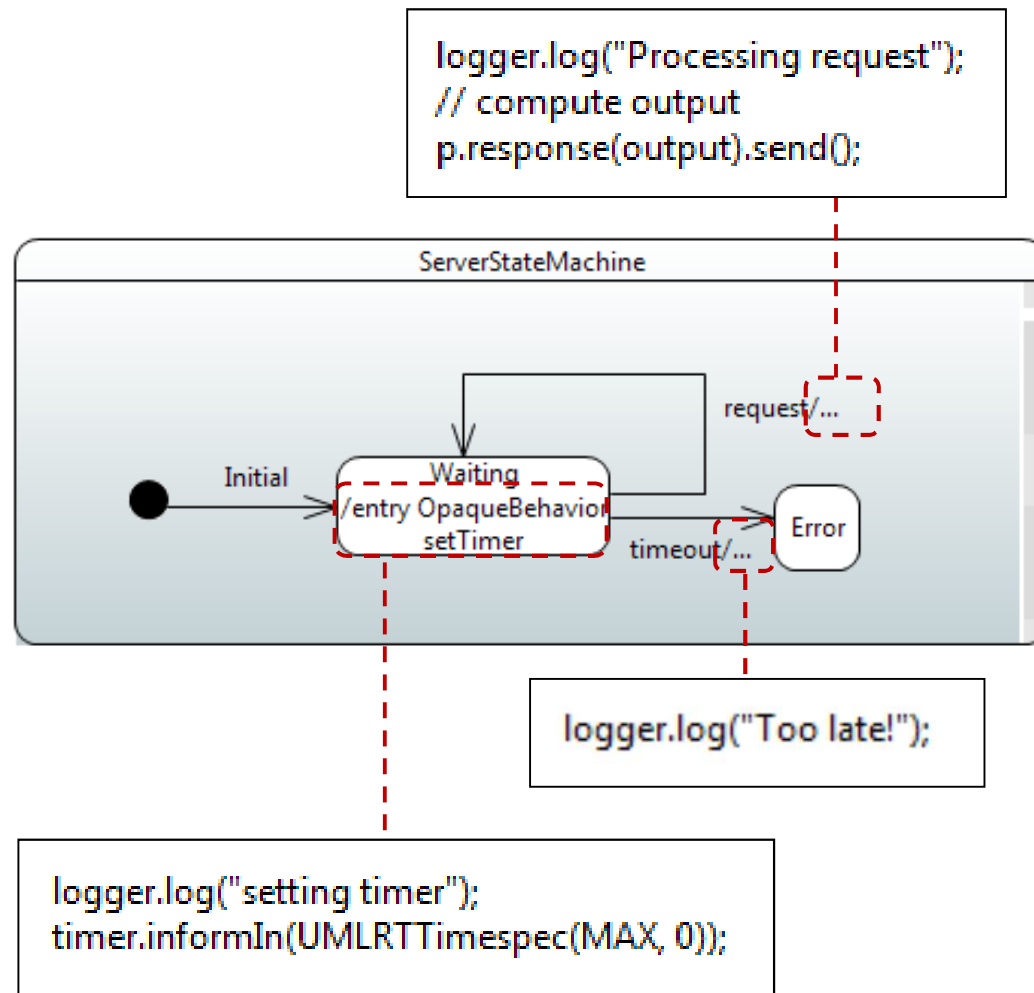 logger.log("Processing request");
// compute output
p.response(output).send();
ServerStateMachine
request/...
Initial
Waiting
/entry OpaqueBehavior
setTimer
timeout/...
Error
logger.log("Too late!");
logger.log("setting timer");
timer.informIn(UMLRTTimespec(MAX, 0));